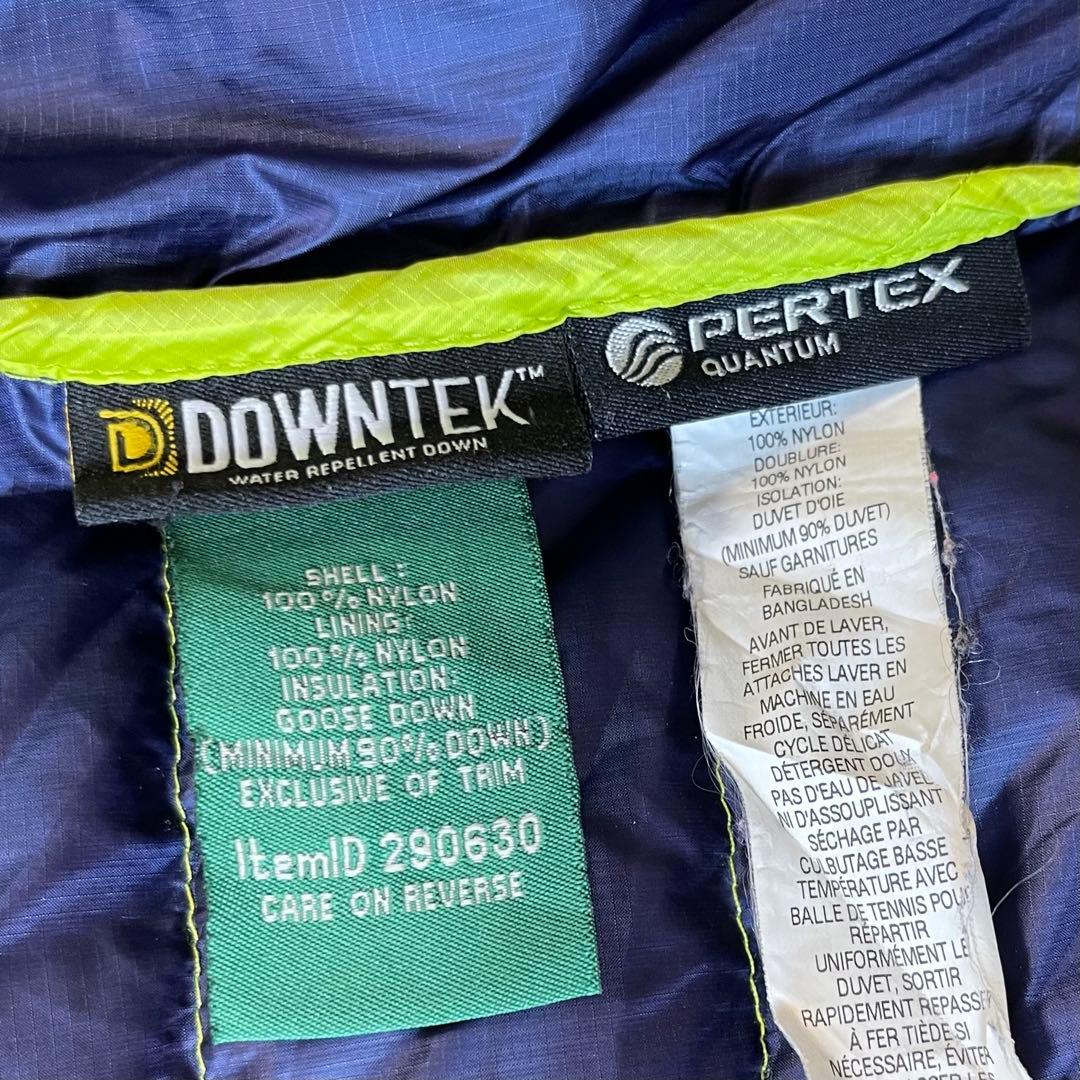 DOWNTEK™
WATER REPELLENT DOWN
PERTEX
QUANTUM
SHELL :
100% NYLON
LINING:
100% NYLON
INSULATION:
GOOSE DOWN
(MINIMUM 90% DOWN)
EXCLUSIVE OF TRIM
ItemID 290630
CARE ON REVERSE
EXTÉRIEUR:
100% NYLON
DOUBLURE:
100% NYLON
ISOLATION:
DUVET D'OIE
(MINIMUM 90% DUVET)
SAUF GARNITURES
FABRIQUÉ EN
BANGLADESH
AVANT DE LAVER,
FERMER TOUTES LES
ATTACHES LAVER EN
MACHINE EN EAU
FROIDE, SÉPARÉMENT
CYCLE DÉLICAT
DÉTERGENT DOUX
PAS D'EAU DE JAVEL
NI D'ASSOUPLISSANT
SÉCHAGE PAR
CULBUTAGE BASSE
TEMPÉRATURE AVEC
BALLE DE TENNIS POUR
RÉPARTIR
UNIFORMÉMENT LE
DUVET, SORTIR
RAPIDEMENT REPASSER
À FER TIÈDE SI
NÉCESSAIRE, ÉVITER
LES